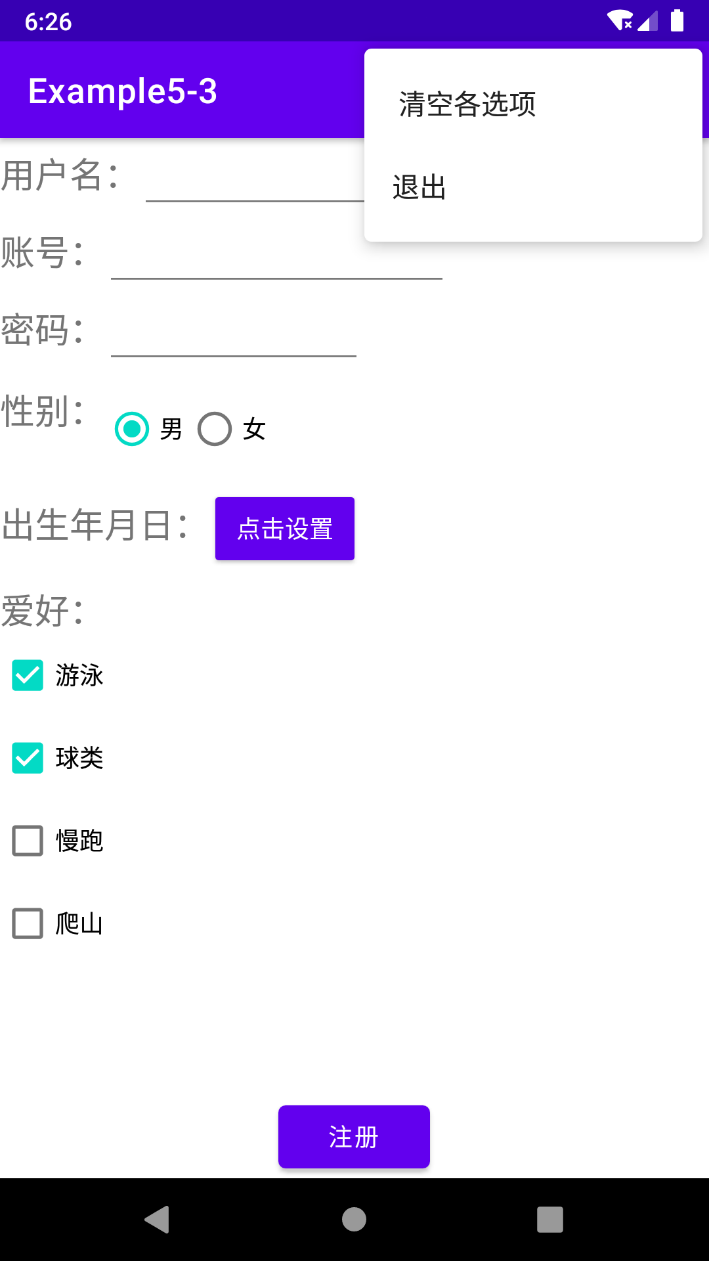 6:26
Example5-3
清空各选项
退出
用户名：
账号：
密码：
性别：
男 女
出生年月日：
点击设置
爱好：
游泳
球类
慢跑
爬山
注册